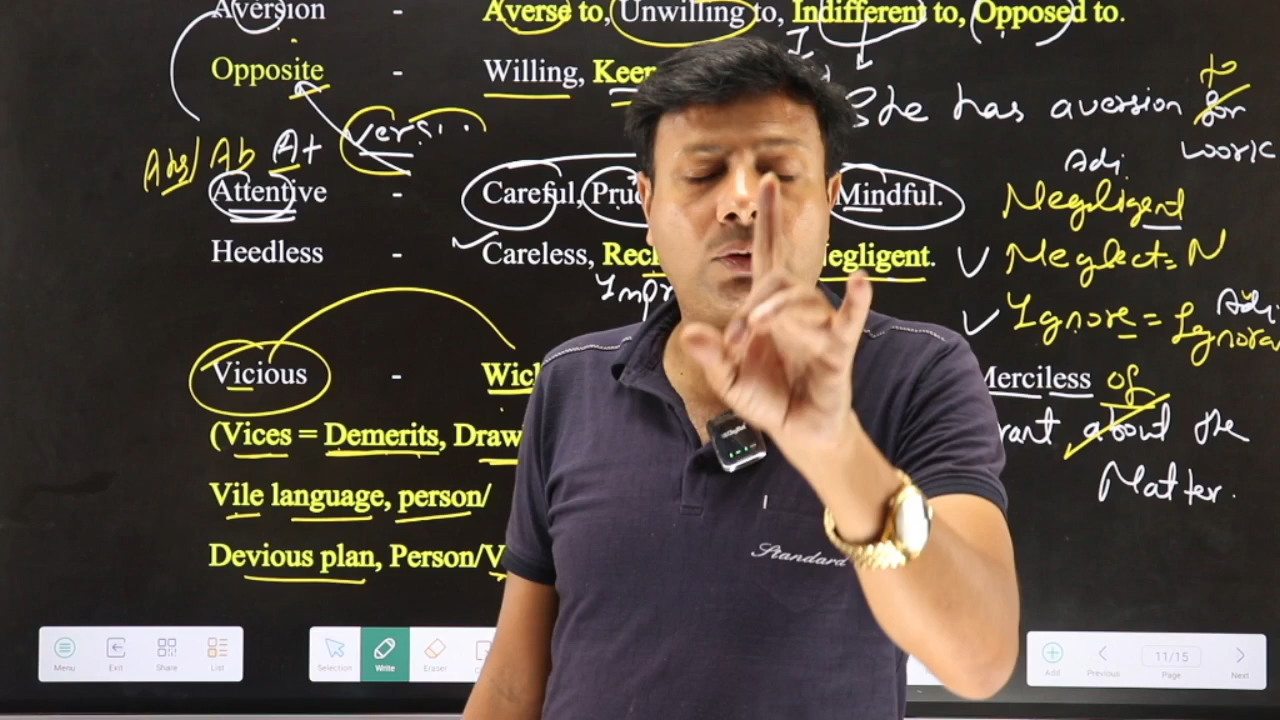 Aversion - Averse to, Unwilling to, Indifferent to, Opposed to.
I
Opposite - Willing, Keen
She has aversion for to
work
Vers...
Ab At
Adj.
Attentive - Careful, Mindful.
Negligent
Heedless - Careless, Negligent.
Neglect = N
Adj.
Ignore =
Vicious -
Merciless of
(Vices = Demerits,
about the
Vile language, person/
Matter.
Devious plan, Person/V
Standard
Menu Exit Share List Selection Write Eraser Add Previous 11/15 Page Next